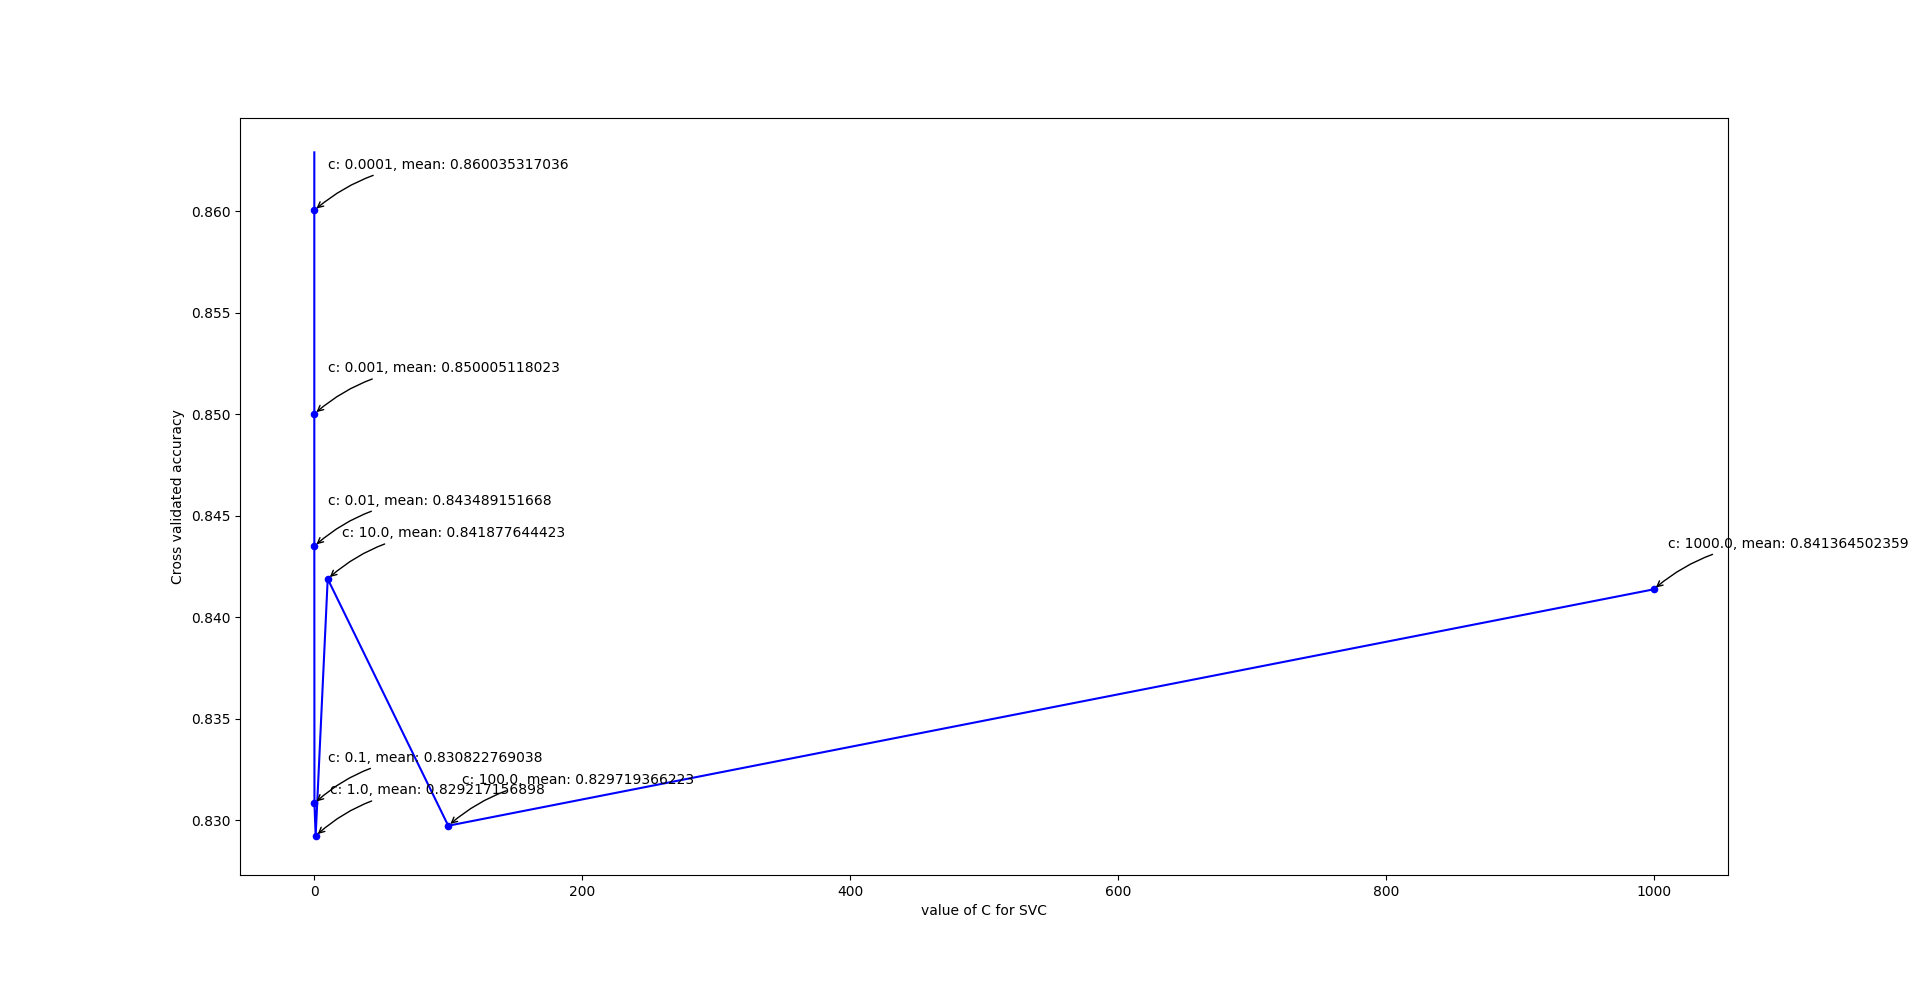 c: 0.0001, mean: 0.860035317036
0.860
0.855
c: 0.001, mean: 0.850005118023
0.850
c: 0.01, mean: 0.843489151668
0.845
c: 10.0, mean: 0.841877644423
c: 1000.0, mean: 0.841364502359
0.840
0.835
c: 0.1, mean: 0.830822769038
c: 100.0, mean: 0.829719366223
c: 1.0, mean: 0.829217156898
0.830
Cross validated accuracy
0 200 400 600 800 1000
value of C for SVC